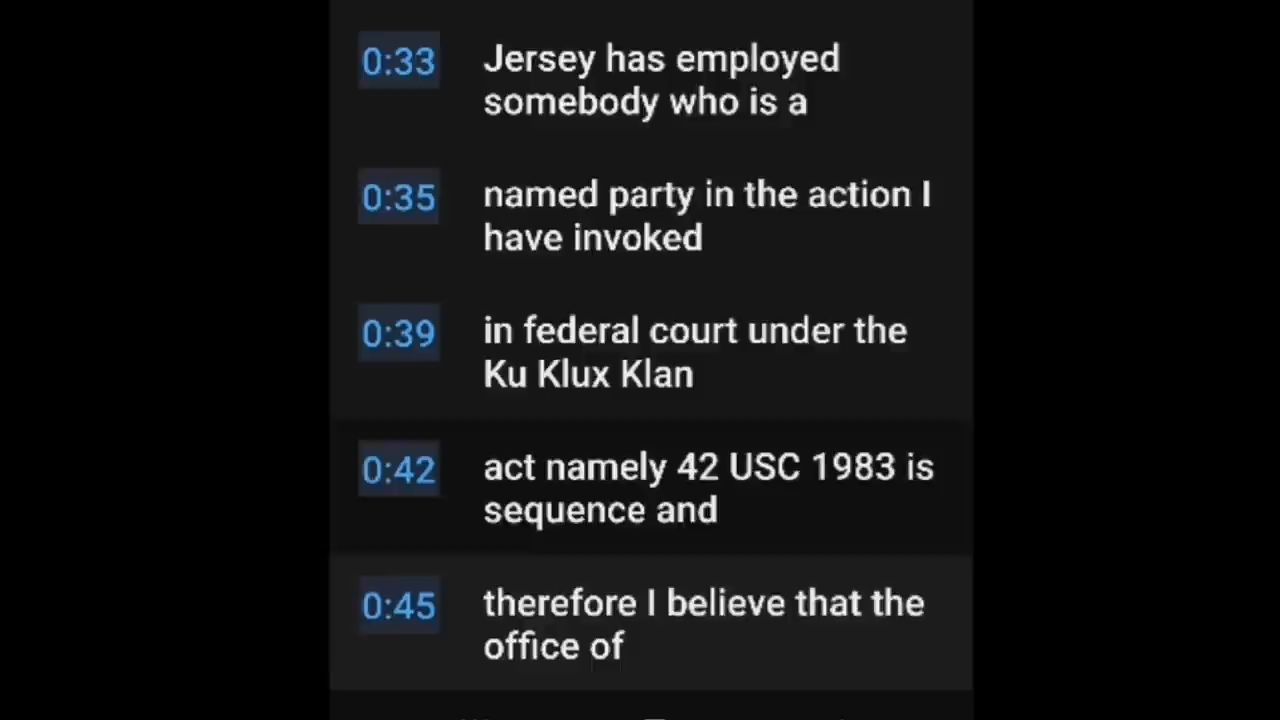 0:33 Jersey has employed
somebody who is a
0:35 named party in the action I
have invoked
0:39 in federal court under the
Ku Klux Klan
0:42 act namely 42 USC 1983 is
sequence and
0:45 therefore I believe that the
office of